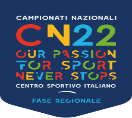 CAMPIONATI NAZIONALI
CN22
OUR PASSION
FOR SPORT
NEVER STOPS
CENTRO SPORTIVO ITALIANO
FASE REGIONALE